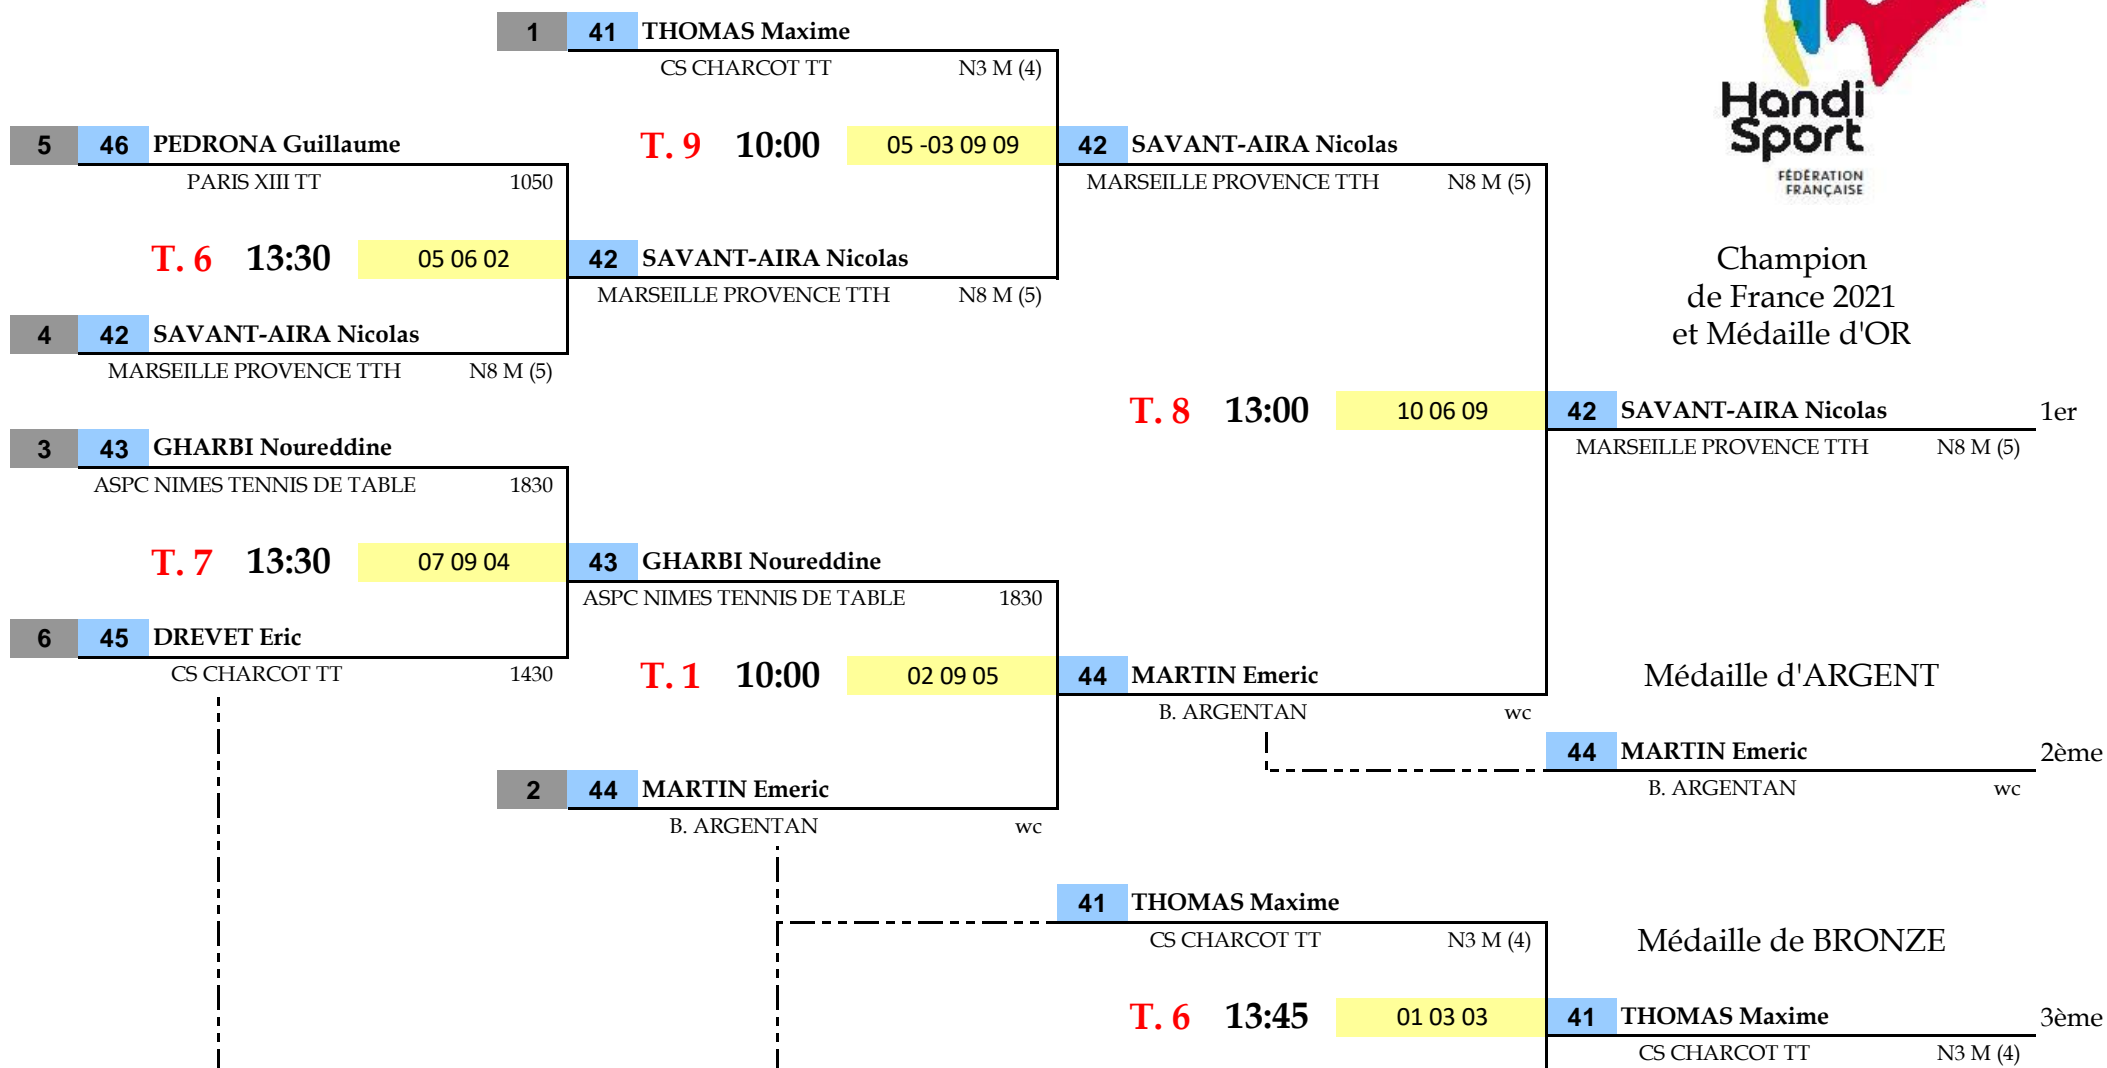 1 41 THOMAS Maxime
CS CHARCOT TT N3 M (4)
Handi
Sport
FÉDÉRATION
FRANÇAISE
5 46 PEDRONA Guillaume
PARIS XIII TT 1050
T. 9 10:00 05 -03 09 09
42 SAVANT-AIRA Nicolas
MARSEILLE PROVENCE TTH N8 M (5)
T. 6 13:30 05 06 02
42 SAVANT-AIRA Nicolas
MARSEILLE PROVENCE TTH N8 M (5)
Champion
de France 2021
et Médaille d'OR
4 42 SAVANT-AIRA Nicolas
MARSEILLE PROVENCE TTH N8 M (5)
T. 8 13:00 10 06 09
42 SAVANT-AIRA Nicolas 1er
MARSEILLE PROVENCE TTH N8 M (5)
3 43 GHARBI Noureddine
ASPC NIMES TENNIS DE TABLE 1830
T. 7 13:30 07 09 04
43 GHARBI Noureddine
ASPC NIMES TENNIS DE TABLE 1830
6 45 DREVET Eric
CS CHARCOT TT 1430
T. 1 10:00 02 09 05
44 MARTIN Emeric
B. ARGENTAN wc
Médaille d'ARGENT
44 MARTIN Emeric 2ème
B. ARGENTAN wc
2 44 MARTIN Emeric
B. ARGENTAN wc
41 THOMAS Maxime
CS CHARCOT TT N3 M (4)
Médaille de BRONZE
T. 6 13:45 01 03 03
41 THOMAS Maxime 3ème
CS CHARCOT TT N3 M (4)